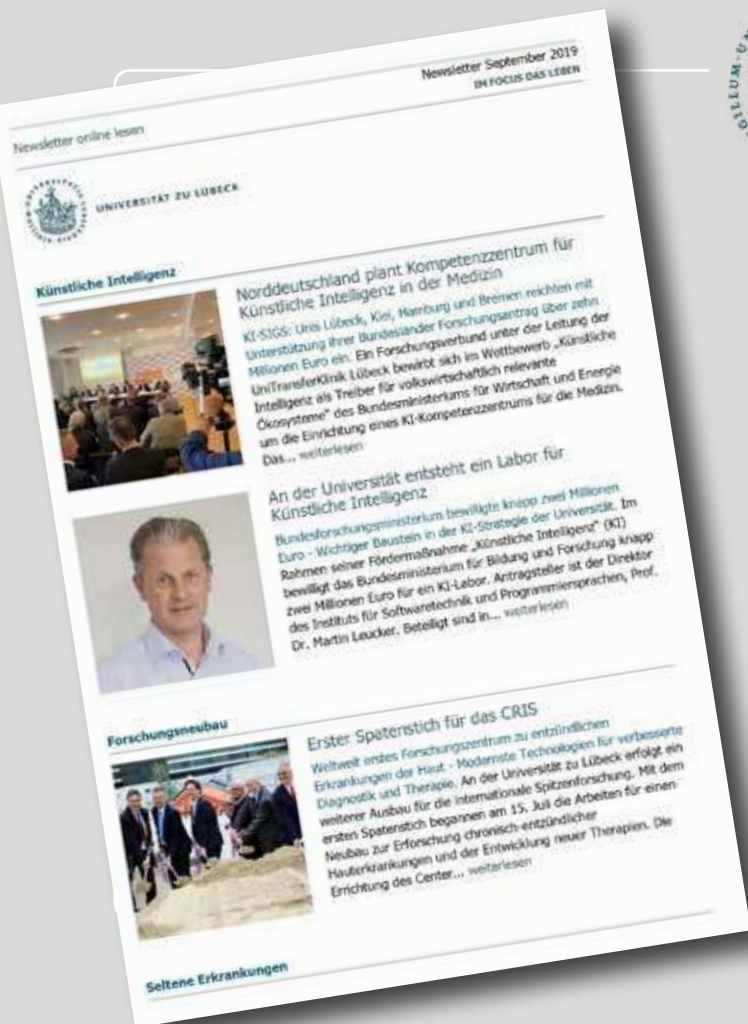 Newsletter September 2019
IM FOCUS DAS LEBEN
Newsletter online lesen
UNIVERSITÄT ZU LÜBECK
Künstliche Intelligenz
Norddeutschland plant Kompetenzzentrum für
Künstliche Intelligenz in der Medizin
KI-SIGS: Unis Lübeck, Kiel, Hamburg und Bremen reichten mit
Unterstützung ihrer Bundesländer Forschungsantrag über zehn
Millionen Euro ein. Ein Forschungsverbund unter der Leitung der
UniTransferKlinik Lübeck bewirbt sich im Wettbewerb „Künstliche
Intelligenz als Treiber für volkswirtschaftlich relevante
Ökosysteme“ des Bundesministeriums für Wirtschaft und Energie
um die Einrichtung eines KI-Kompetenzzentrums für die Medizin.
Das... weiterlesen
An der Universität entsteht ein Labor für
Künstliche Intelligenz
Bundesforschungsministerium bewilligte knapp zwei Millionen
Euro - Wichtiger Baustein in der KI-Strategie der Universität. Im
Rahmen seiner Fördermaßnahme „Künstliche Intelligenz“ (KI)
bewilligt das Bundesministerium für Bildung und Forschung knapp
zwei Millionen Euro für ein KI-Labor. Antragsteller ist der Direktor
des Instituts für Softwaretechnik und Programmiersprachen, Prof.
Dr. Martin Leucker. Beteiligt sind in... weiterlesen
Forschungsneubau
Erster Spatenstich für das CRIS
Weltweit erstes Forschungszentrum zu entzündlichen
Erkrankungen der Haut - Modernste Technologien für verbesserte
Diagnostik und Therapie. An der Universität zu Lübeck erfolgt ein
weiterer Ausbau für die internationale Spitzenforschung. Mit dem
ersten Spatenstich begannen am 15. Juli die Arbeiten für einen
Neubau zur Erforschung chronisch-entzündlicher
Hauterkrankungen und der Entwicklung neuer Therapien. Die
Errichtung des Center... weiterlesen
Seltene Erkrankungen